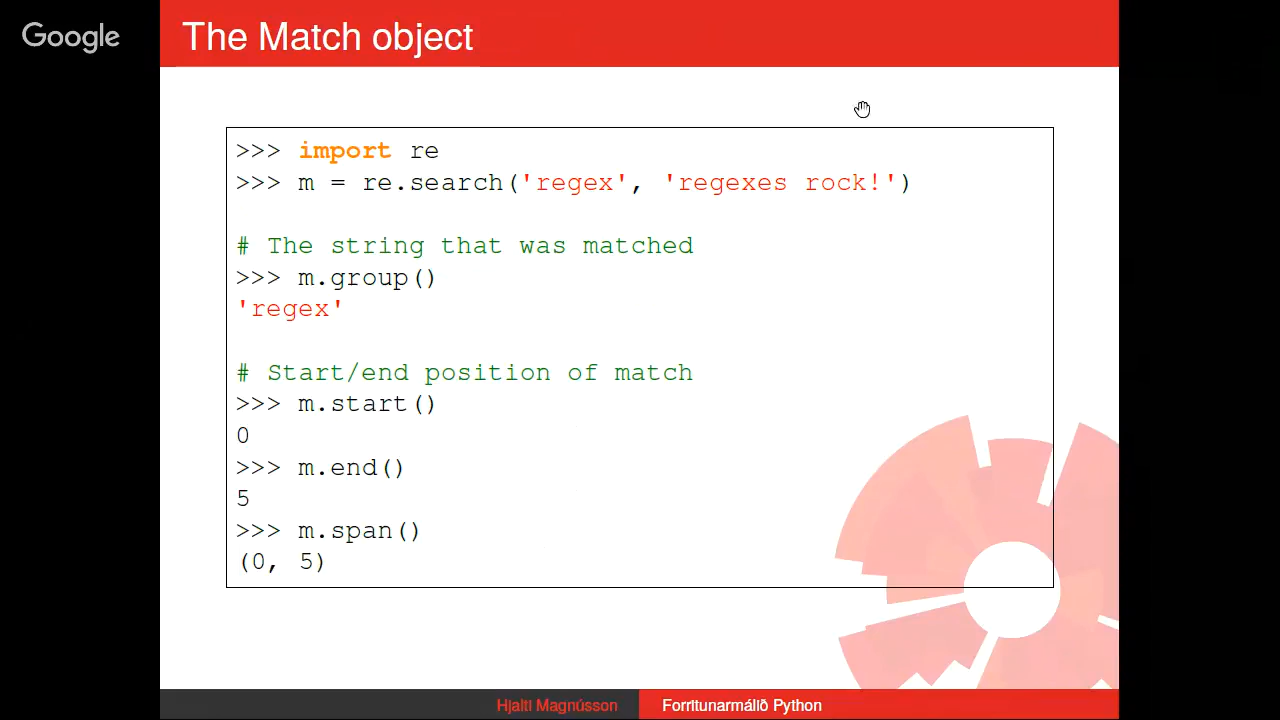 Google
The Match object
>>> import re
>>> m = re.search('regex', 'regexes rock!')
# The string that was matched
>>> m.group()
'regex'
# Start/end position of match
>>> m.start()
0
>>> m.end()
5
>>> m.span()
(0, 5)
Hjalti Magnússon
Forritunarmálið Python